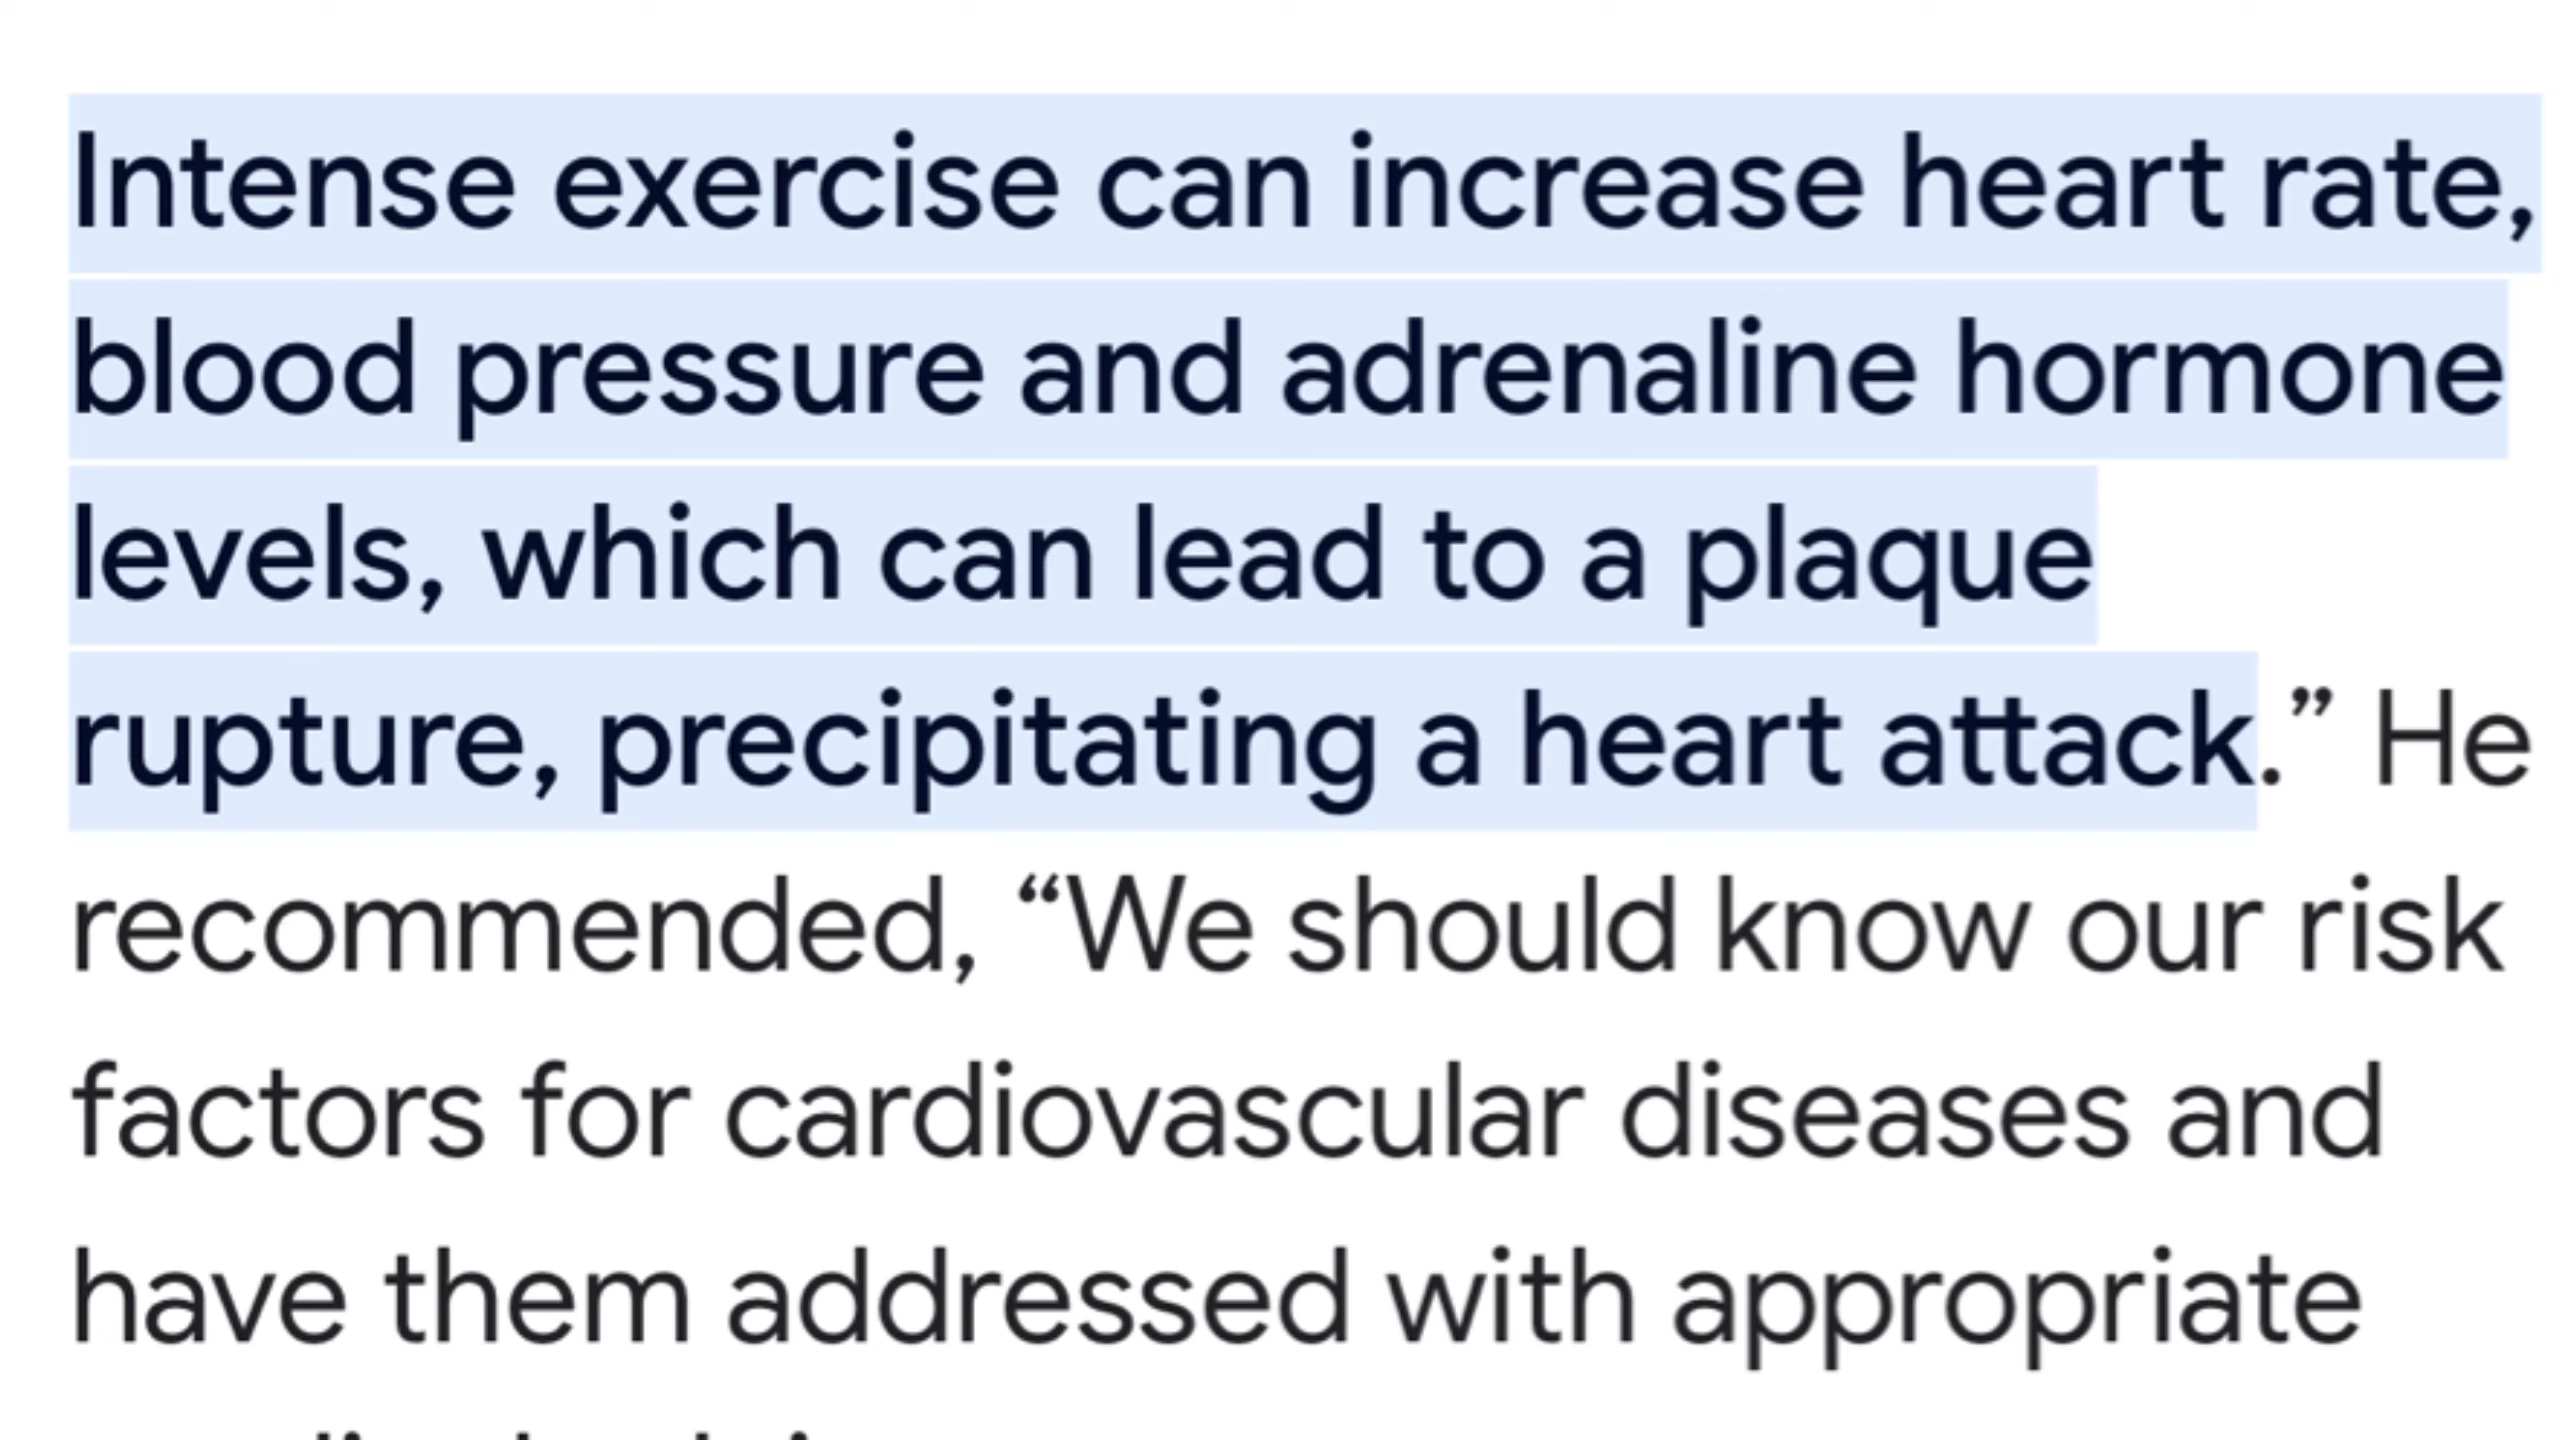 Intense exercise can increase heart rate,
blood pressure and adrenaline hormone
levels, which can lead to a plaque
rupture, precipitating a heart attack.” He
recommended, “We should know our risk
factors for cardiovascular diseases and
have them addressed with appropriate